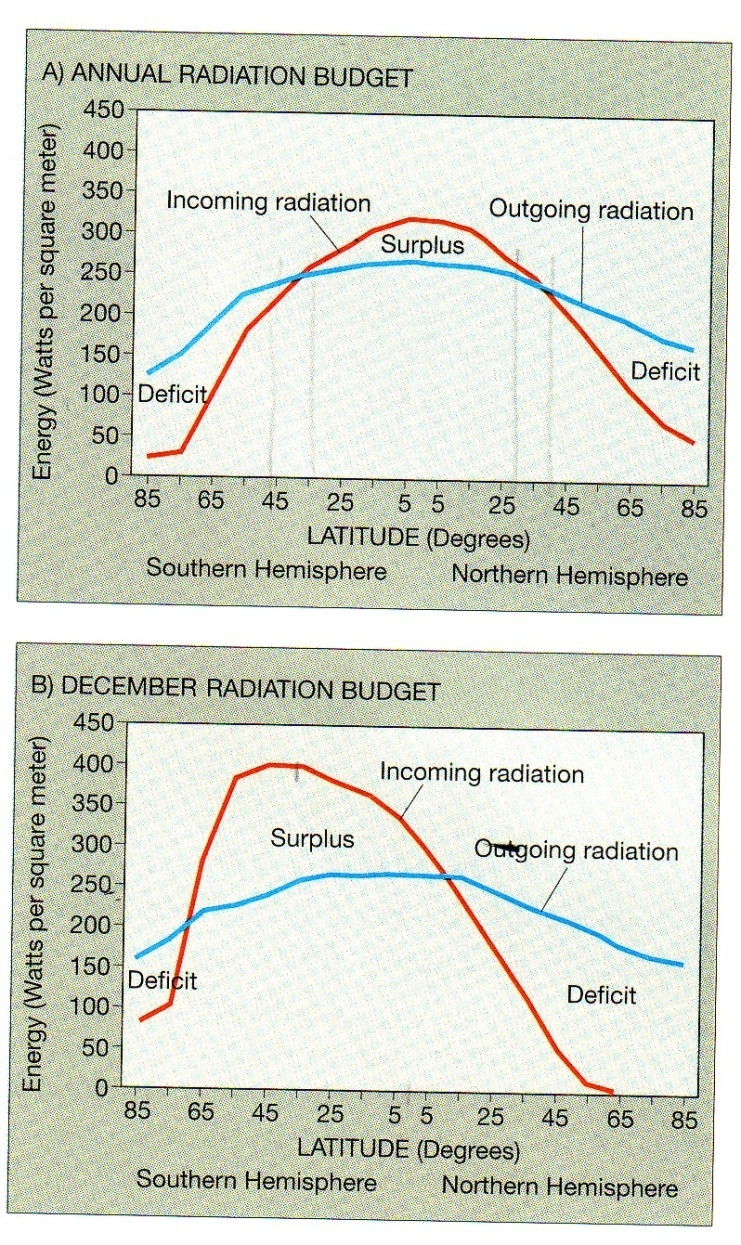 A) ANNUAL RADIATION BUDGET
450
400
350
300
250
200
150
100
50
0
Energy (Watts per square meter)
Incoming radiation
Outgoing radiation
Surplus
Deficit
Deficit
85 65 45 25 5 5 25 45 65 85
LATITUDE (Degrees)
Southern Hemisphere Northern Hemisphere
B) DECEMBER RADIATION BUDGET
450
400
350
300
250
200
150
100
50
0
Energy (Watts per square meter)
Incoming radiation
Surplus
Outgoing radiation
Deficit
Deficit
85 65 45 25 5 5 25 45 65 85
LATITUDE (Degrees)
Southern Hemisphere Northern Hemisphere